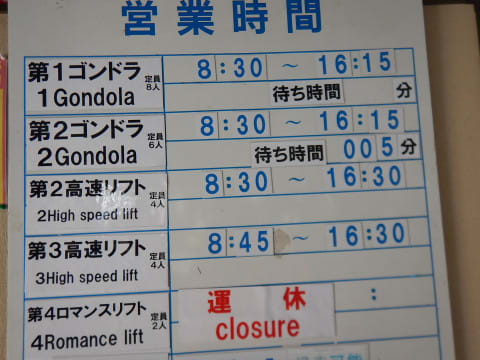 営業時間
第1ゴンドラ 定員8人 8:30 ~ 16:15
1Gondola 待ち時間 分
第2ゴンドラ 定員6人 8:30 ~ 16:15
2Gondola 待ち時間 005分
第2高速リフト 定員4人 8:30 ~ 16:30
2High speed lift
第3高速リフト 定員4人 8:45 ~ 16:30
3High speed lift
第4ロマンスリフト 定員2人 運休 :
4Romance lift closure